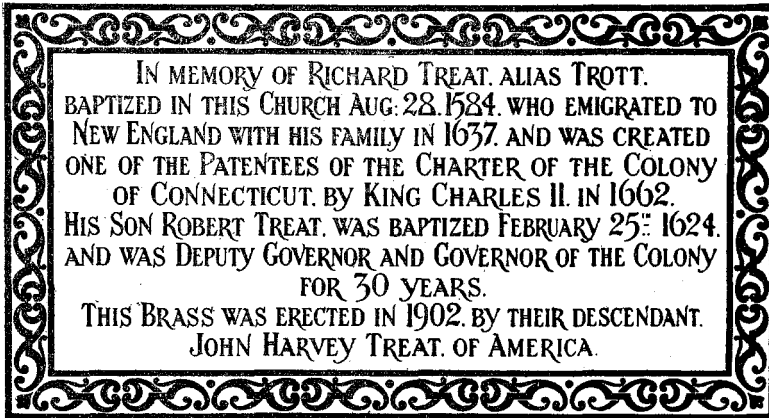 IN MEMORY OF RICHARD TREAT. ALIAS TROTT.
BAPTIZED IN THIS CHURCH AUG: 28. 1584. WHO EMIGRATED TO
NEW ENGLAND WITH HIS FAMILY IN 1637. AND WAS CREATED
ONE OF THE PATENTEES OF THE CHARTER OF THE COLONY
OF CONNECTICUT. BY KING CHARLES II. IN 1662.
HIS SON ROBERT TREAT. WAS BAPTIZED FEBRUARY 25TH 1624.
AND WAS DEPUTY GOVERNOR AND GOVERNOR OF THE COLONY
FOR 30 YEARS.
THIS BRASS WAS ERECTED IN 1902. BY THEIR DESCENDANT.
JOHN HARVEY TREAT. OF AMERICA.